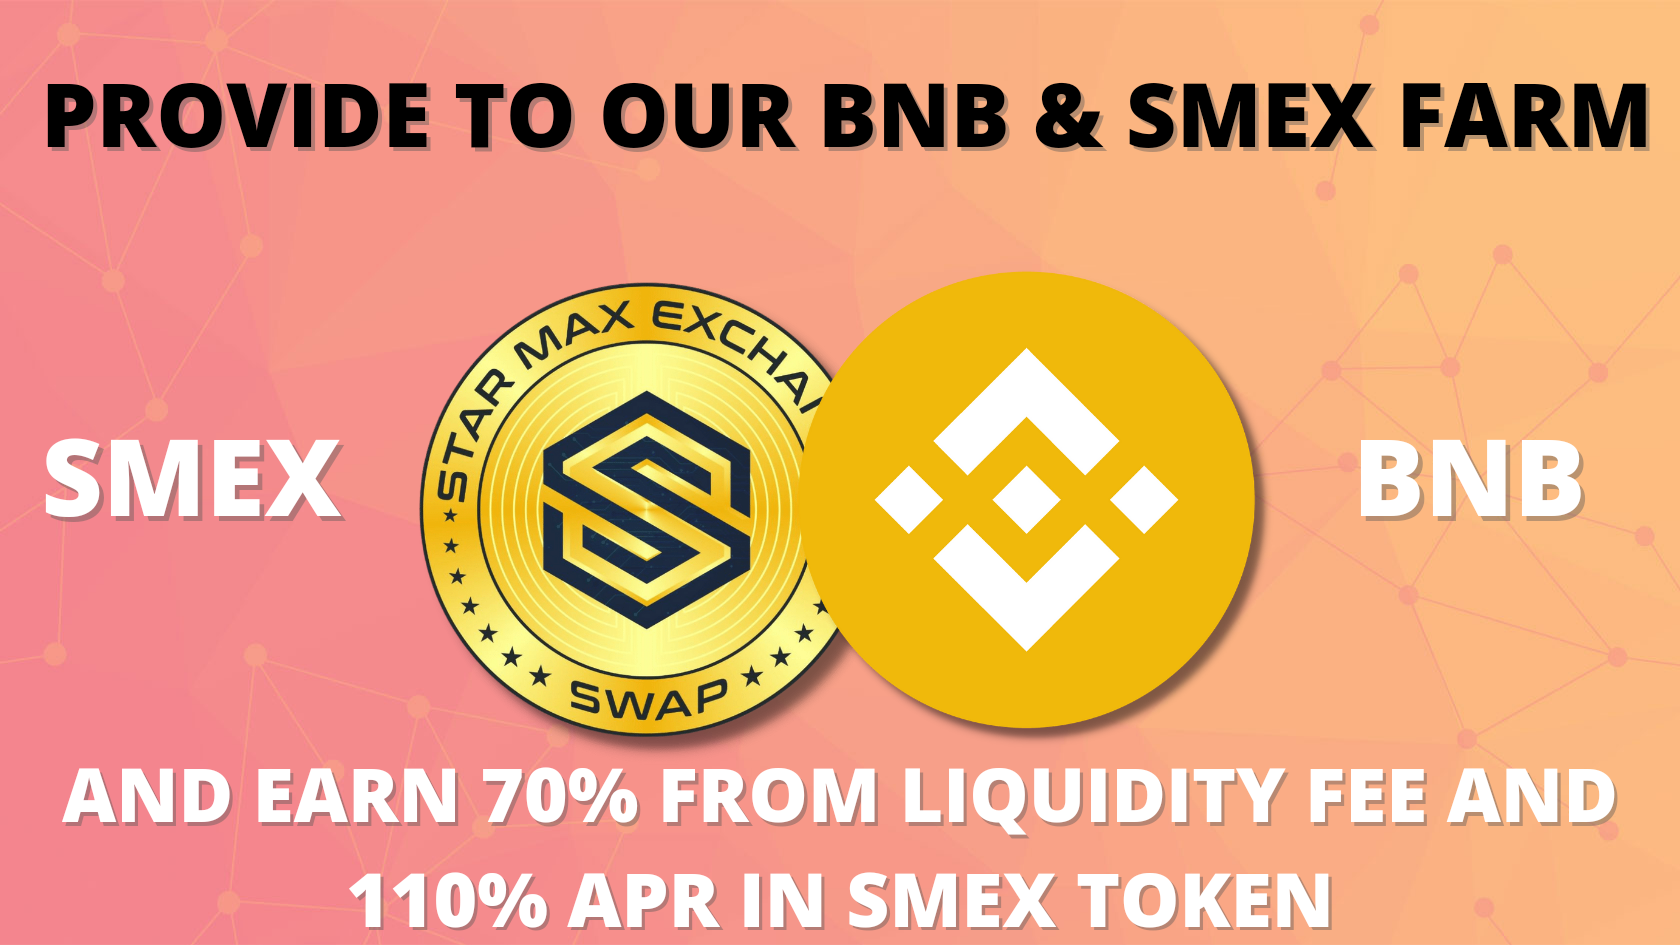 PROVIDE TO OUR BNB & SMEX FARM
STAR MAX
SWAP
SMEX
BNB
AND EARN 70% FROM LIQUIDITY FEE AND
110% APR IN SMEX TOKEN